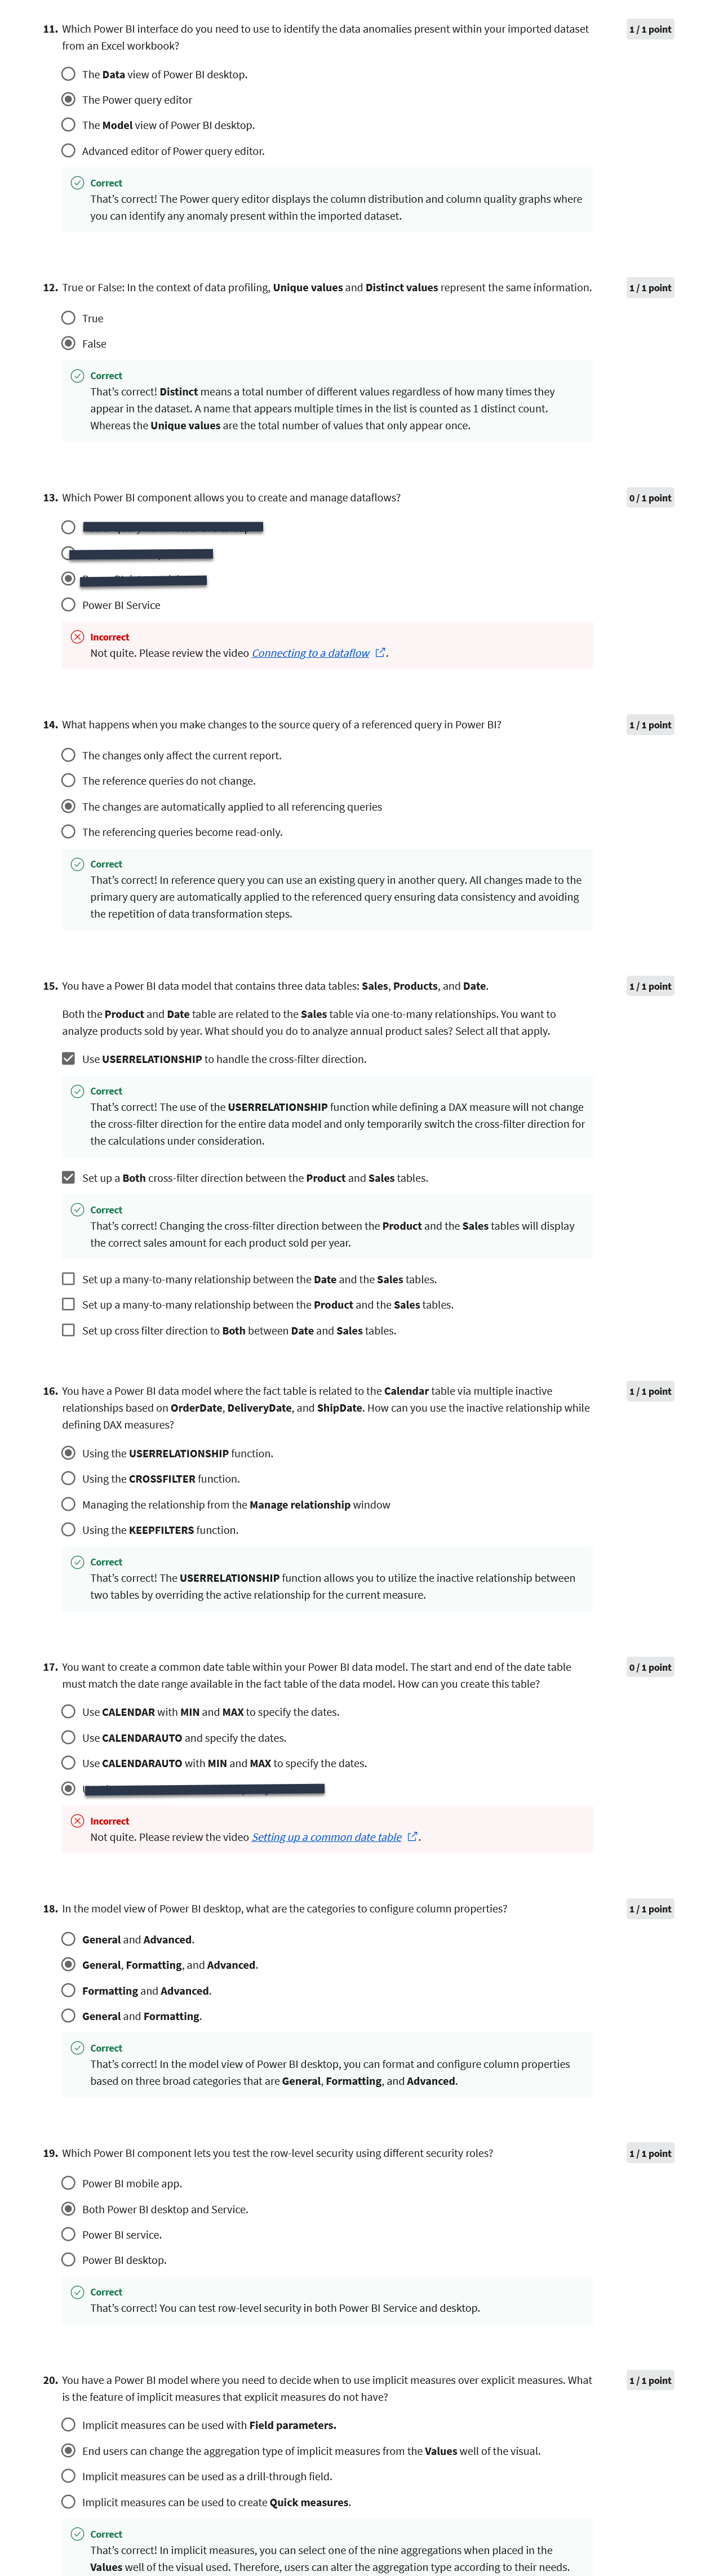 11. Which Power BI interface do you need to use to identify the data anomalies present within your imported dataset
from an Excel workbook?
1 / 1 point
The Data view of Power BI desktop.
The Power query editor
The Model view of Power BI desktop.
Advanced editor of Power query editor.
Correct
That's correct! The Power query editor displays the column distribution and column quality graphs where
you can identify any anomaly present within the imported dataset.
12. True or False: In the context of data profiling, Unique values and Distinct values represent the same information.
1 / 1 point
True
False
Correct
That's correct! Distinct means a total number of different values regardless of how many times they
appear in the dataset. A name that appears multiple times in the list is counted as 1 distinct count.
Whereas the Unique values are the total number of values that only appear once.
13. Which Power BI component allows you to create and manage dataflows?
0 / 1 point
Power BI Service
Incorrect
Not quite. Please review the video Connecting to a dataflow .
14. What happens when you make changes to the source query of a referenced query in Power BI?
1 / 1 point
The changes only affect the current report.
The reference queries do not change.
The changes are automatically applied to all referencing queries
The referencing queries become read-only.
Correct
That's correct! In reference query you can use an existing query in another query. All changes made to the
primary query are automatically applied to the referenced query ensuring data consistency and avoiding
the repetition of data transformation steps.
15. You have a Power BI data model that contains three data tables: Sales, Products, and Date.
1 / 1 point
Both the Product and Date table are related to the Sales table via one-to-many relationships. You want to
analyze products sold by year. What should you do to analyze annual product sales? Select all that apply.
Use USERRELATIONSHIP to handle the cross-filter direction.
Correct
That's correct! The use of the USERRELATIONSHIP function while defining a DAX measure will not change
the cross-filter direction for the entire data model and only temporarily switch the cross-filter direction for
the calculations under consideration.
Set up a Both cross-filter direction between the Product and Sales tables.
Correct
That's correct! Changing the cross-filter direction between the Product and the Sales tables will display
the correct sales amount for each product sold per year.
Set up a many-to-many relationship between the Date and the Sales tables.
Set up a many-to-many relationship between the Product and the Sales tables.
Set up cross filter direction to Both between Date and Sales tables.
16. You have a Power BI data model where the fact table is related to the Calendar table via multiple inactive
relationships based on OrderDate, DeliveryDate, and ShipDate. How can you use the inactive relationship while
defining DAX measures?
1 / 1 point
Using the USERRELATIONSHIP function.
Using the CROSSFILTER function.
Managing the relationship from the Manage relationship window
Using the KEEPFILTERS function.
Correct
That's correct! The USERRELATIONSHIP function allows you to utilize the inactive relationship between
two tables by overriding the active relationship for the current measure.
17. You want to create a common date table within your Power BI data model. The start and end of the date table
must match the date range available in the fact table of the data model. How can you create this table?
0 / 1 point
Use CALENDAR with MIN and MAX to specify the dates.
Use CALENDARAUTO and specify the dates.
Use CALENDARAUTO with MIN and MAX to specify the dates.
Incorrect
Not quite. Please review the video Setting up a common date table .
18. In the model view of Power BI desktop, what are the categories to configure column properties?
1 / 1 point
General and Advanced.
General, Formatting, and Advanced.
Formatting and Advanced.
General and Formatting.
Correct
That's correct! In the model view of Power BI desktop, you can format and configure column properties
based on three broad categories that are General, Formatting, and Advanced.
19. Which Power BI component lets you test the row-level security using different security roles?
1 / 1 point
Power BI mobile app.
Both Power BI desktop and Service.
Power BI service.
Power BI desktop.
Correct
That's correct! You can test row-level security in both Power BI Service and desktop.
20. You have a Power BI model where you need to decide when to use implicit measures over explicit measures. What
is the feature of implicit measures that explicit measures do not have?
1 / 1 point
Implicit measures can be used with Field parameters.
End users can change the aggregation type of implicit measures from the Values well of the visual.
Implicit measures can be used as a drill-through field.
Implicit measures can be used to create Quick measures.
Correct
That's correct! In implicit measures, you can select one of the nine aggregations when placed in the
Values well of the visual used. Therefore, users can alter the aggregation type according to their needs.